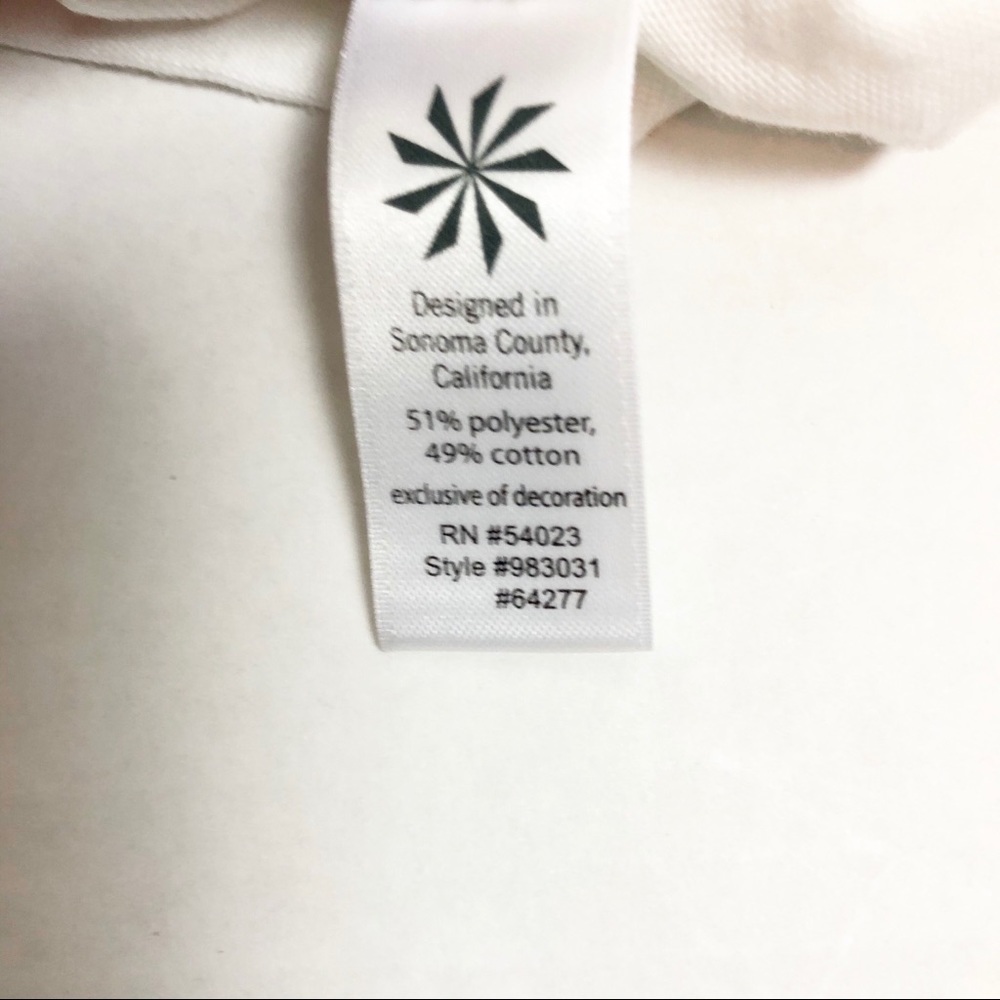 Designed in
Sonoma County,
California
51% polyester,
49% cotton
exclusive of decoration
RN #54023
Style #983031
#64277